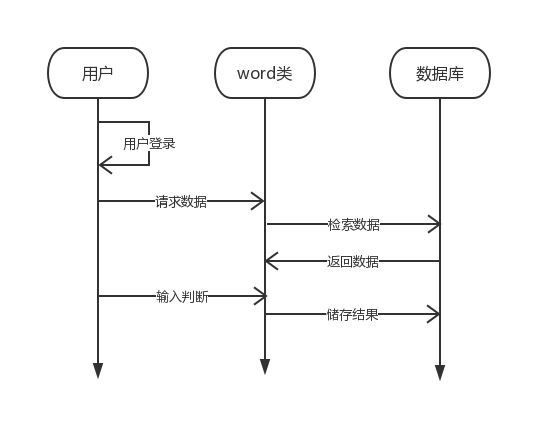 用户
word类
数据库
用户登录
请求数据
检索数据
返回数据
输入判断
储存结果